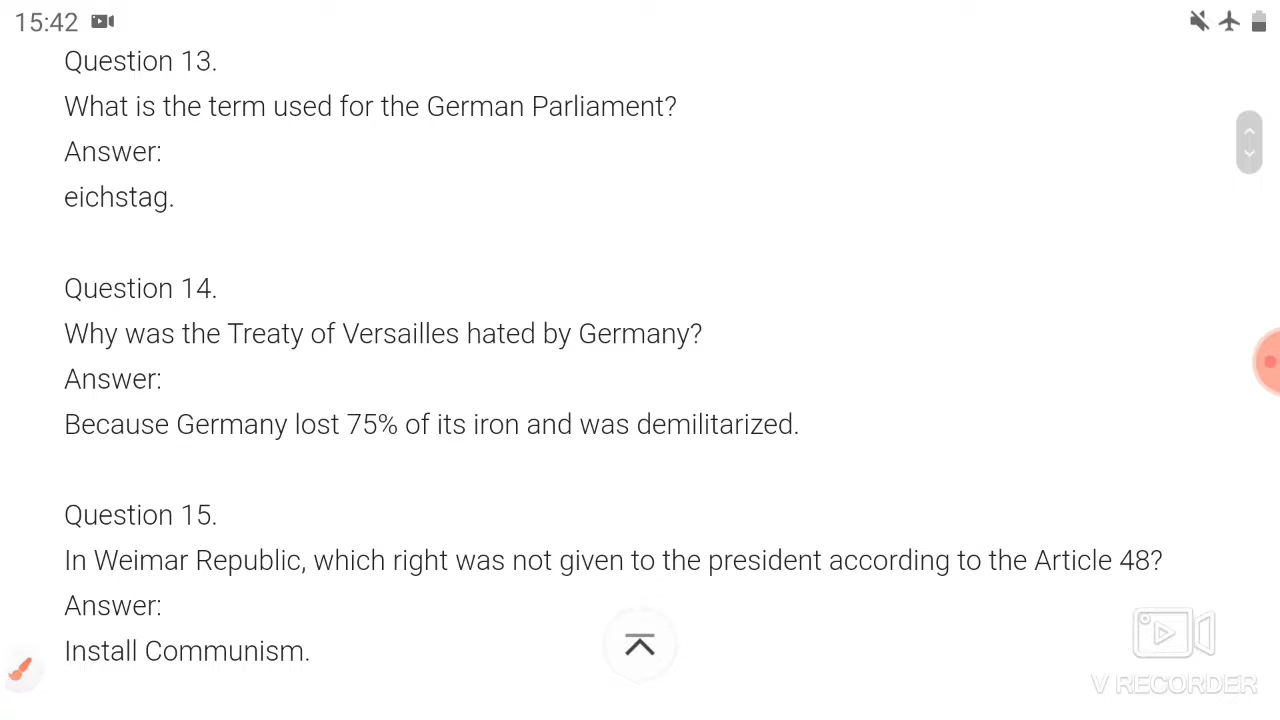 15:42
Question 13.
What is the term used for the German Parliament?
Answer:
eichstag.
Question 14.
Why was the Treaty of Versailles hated by Germany?
Answer:
Because Germany lost 75% of its iron and was demilitarized.
Question 15.
In Weimar Republic, which right was not given to the president according to the Article 48?
Answer:
Install Communism.
V RECORDER